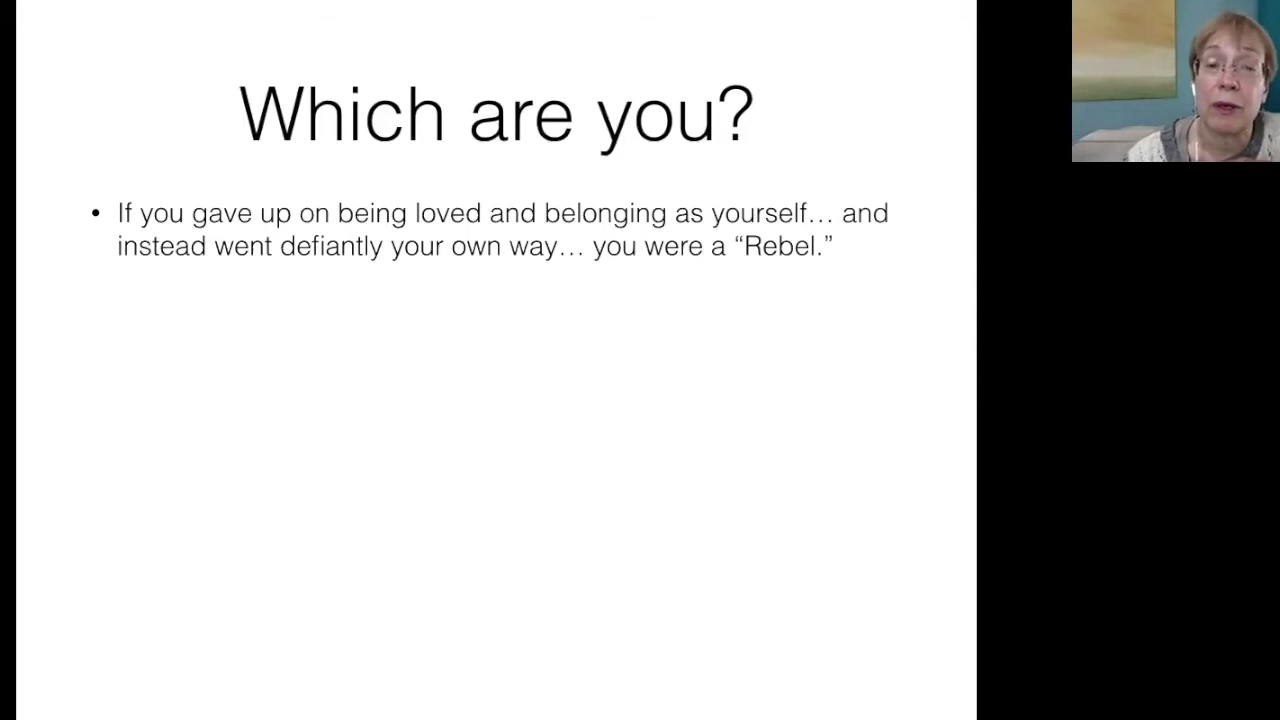 Which are you?
• If you gave up on being loved and belonging as yourself… and
instead went defiantly your own way… you were a “Rebel.”